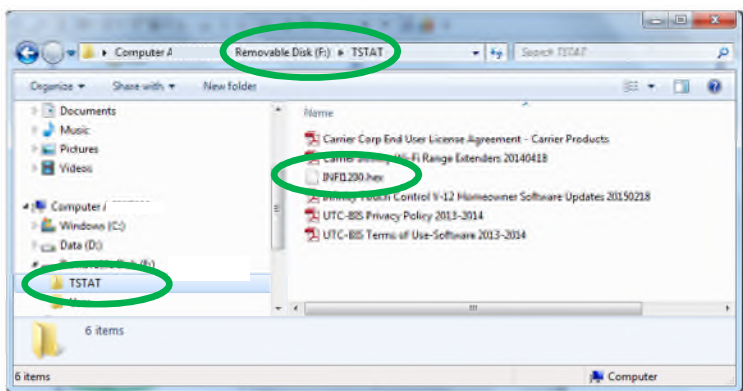 Computer A Removable Disk (F:) TSTAT
Search TSTAT
Organize Share with New folder
Documents
Music
Pictures
Videos
Computer
Windows (C:)
Data (D:)
TSTAT
Name
Carrier Corp End User License Agreement - Carrier Products
Carrier Wi-Fi Range Extenders 20140418
INFI1200.hex
Touch Control V-12 Homeowner Software Updates 20150218
UTC-BIS Privacy Policy 2013-2014
UTC-BIS Terms of Use-Software 2013-2014
6 items
6 items
Computer